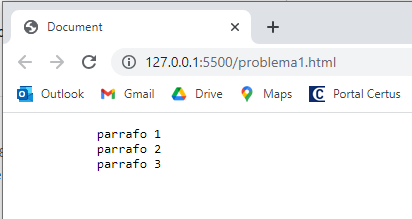 Document
127.0.0.1:5500/problema1.html
Outlook Gmail Drive Maps Portal Certus
parrafo 1
parrafo 2
parrafo 3